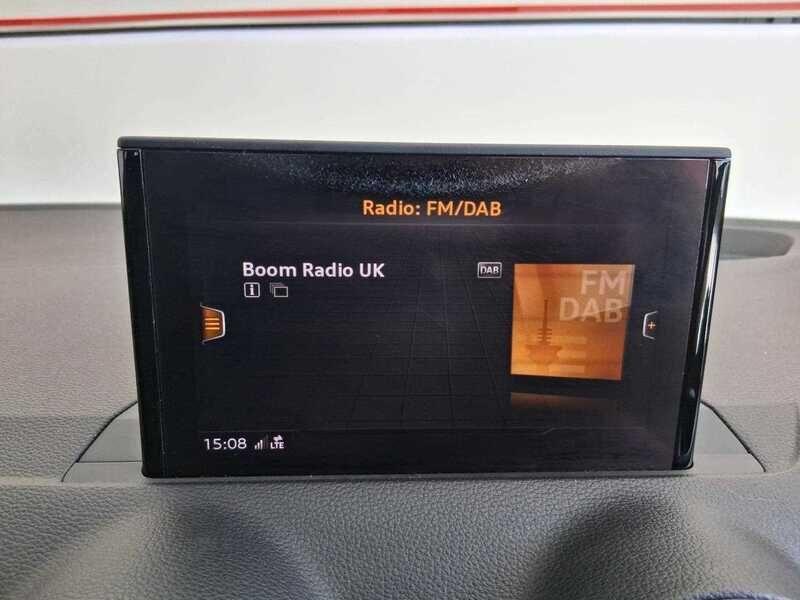 Radio: FM/DAB
Boom Radio UK
DAB
FM
DAB
15:08
LTE